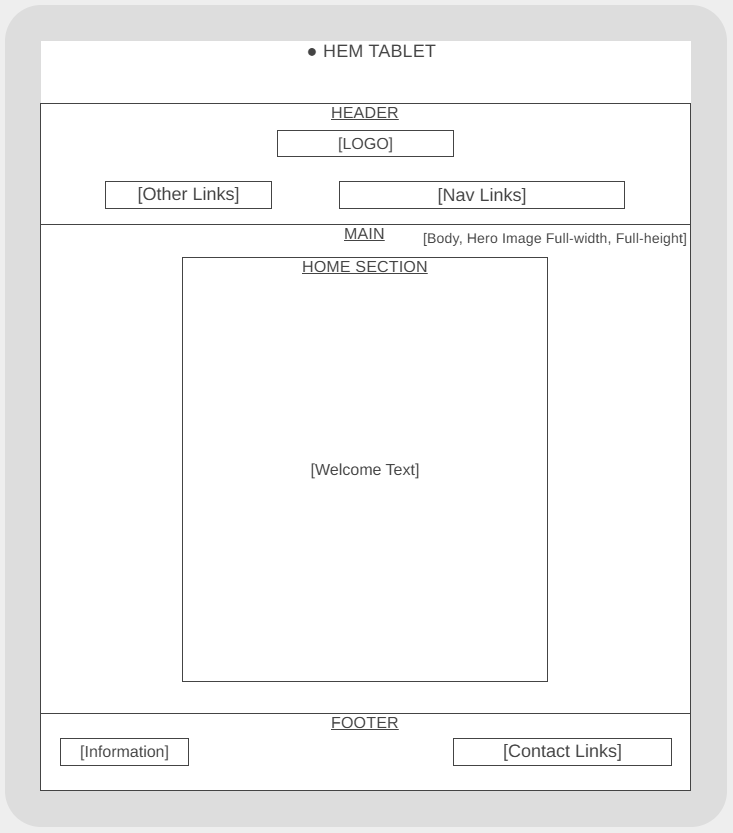 ● HEM TABLET
HEADER
[LOGO]
[Other Links]
[Nav Links]
MAIN
[Body, Hero Image Full-width, Full-height]
HOME SECTION
[Welcome Text]
FOOTER
[Information]
[Contact Links]